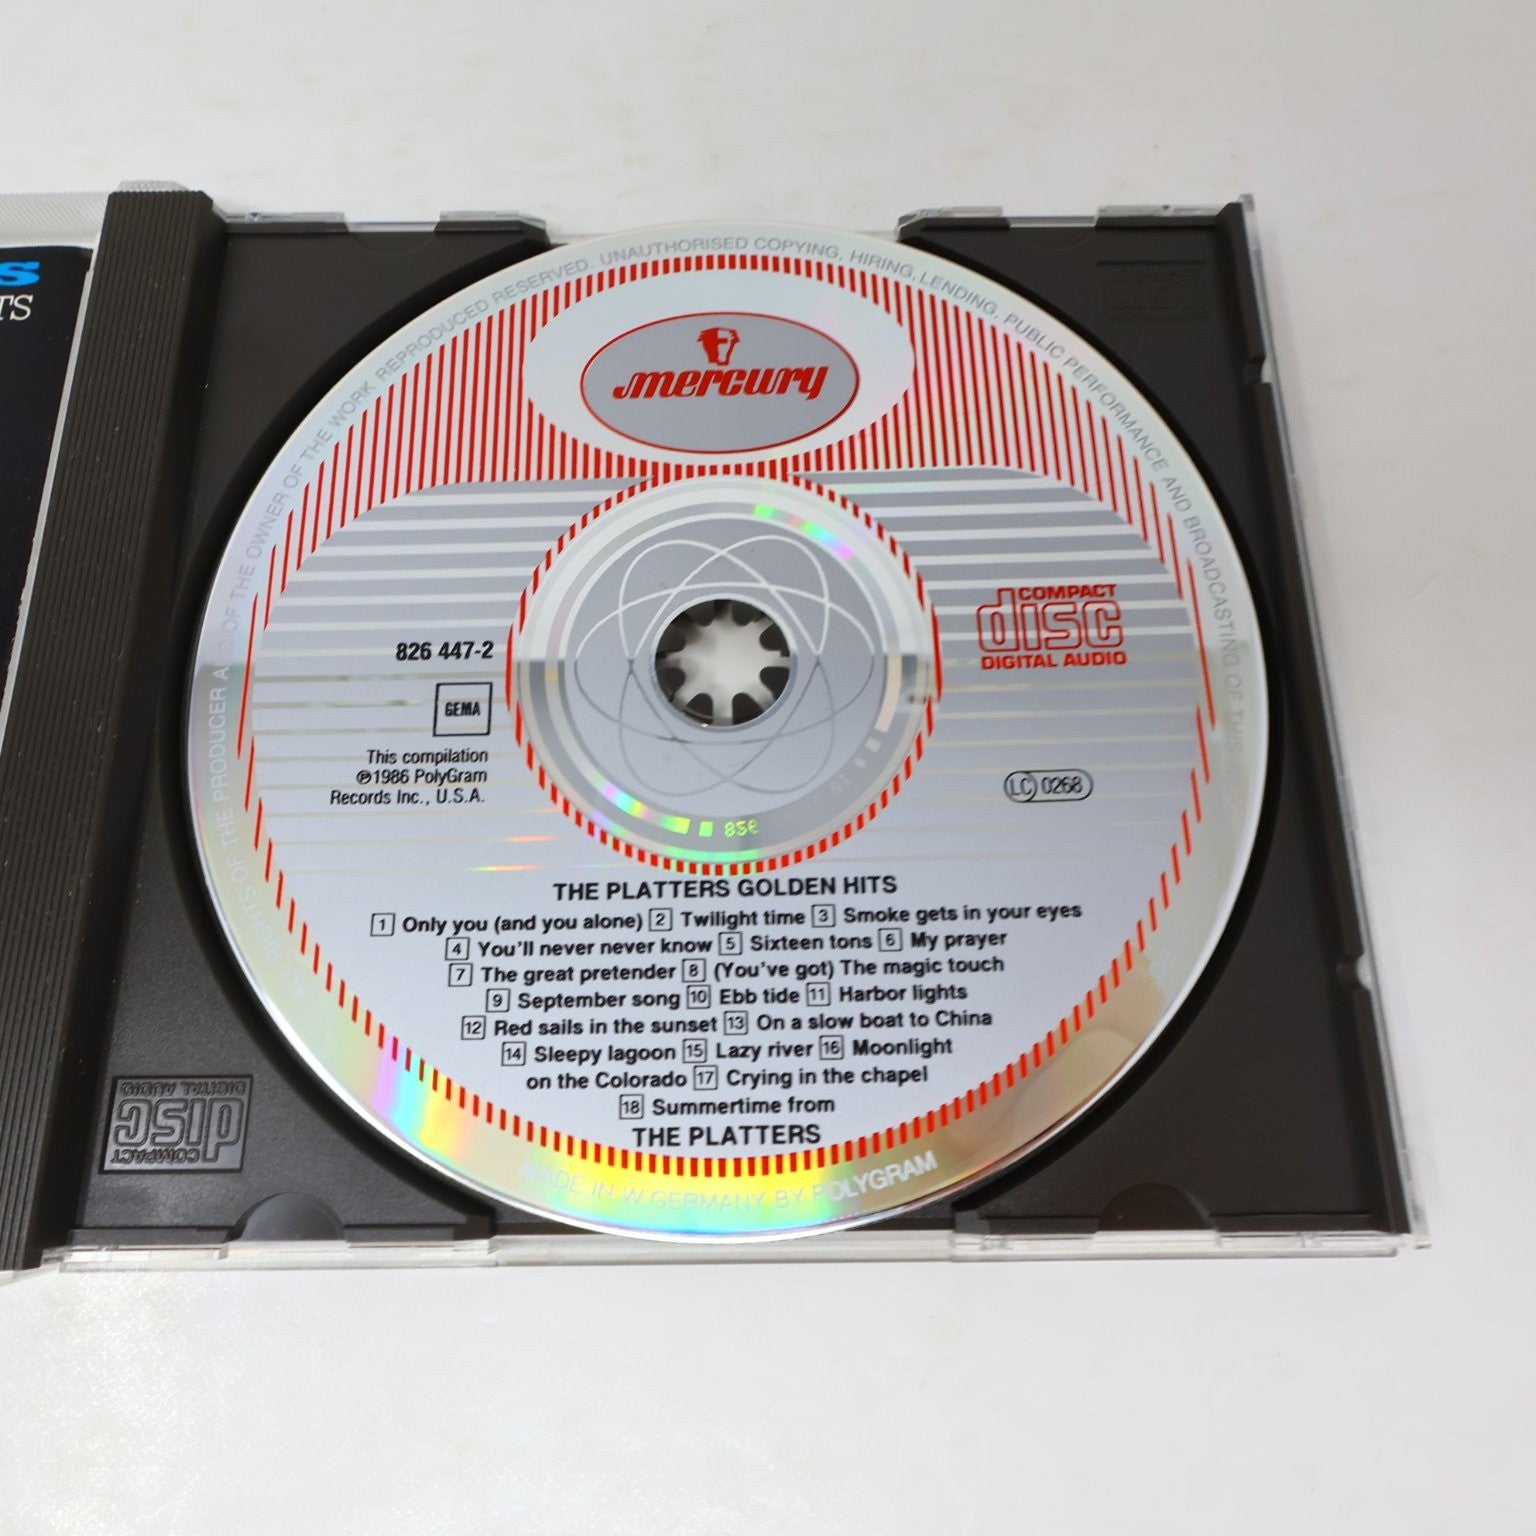 S
TS
ALL RIGHTS OF THE PRODUCER AND OF THE OWNER OF THE WORK REPRODUCED RESERVED. UNAUTHORISED COPYING, HIRING, LENDING, PUBLIC PERFORMANCE AND BROADCASTING OF THIS
mercury
COMPACT
disc
DIGITAL AUDIO
826 447-2
GEMA
This compilation
℗1986 PolyGram
Records Inc., U.S.A.
LC 0268
THE PLATTERS GOLDEN HITS
1 Only you (and you alone) 2 Twilight time 3 Smoke gets in your eyes
4 You'll never never know 5 Sixteen tons 6 My prayer
7 The great pretender 8 (You've got) The magic touch
9 September song 10 Ebb tide 11 Harbor lights
12 Red sails in the sunset 13 On a slow boat to China
14 Sleepy lagoon 15 Lazy river 16 Moonlight
on the Colorado 17 Crying in the chapel
18 Summertime from
THE PLATTERS
MADE IN W. GERMANY BY POLYGRAM
COMPACT
disc
DIGITAL AUDIO